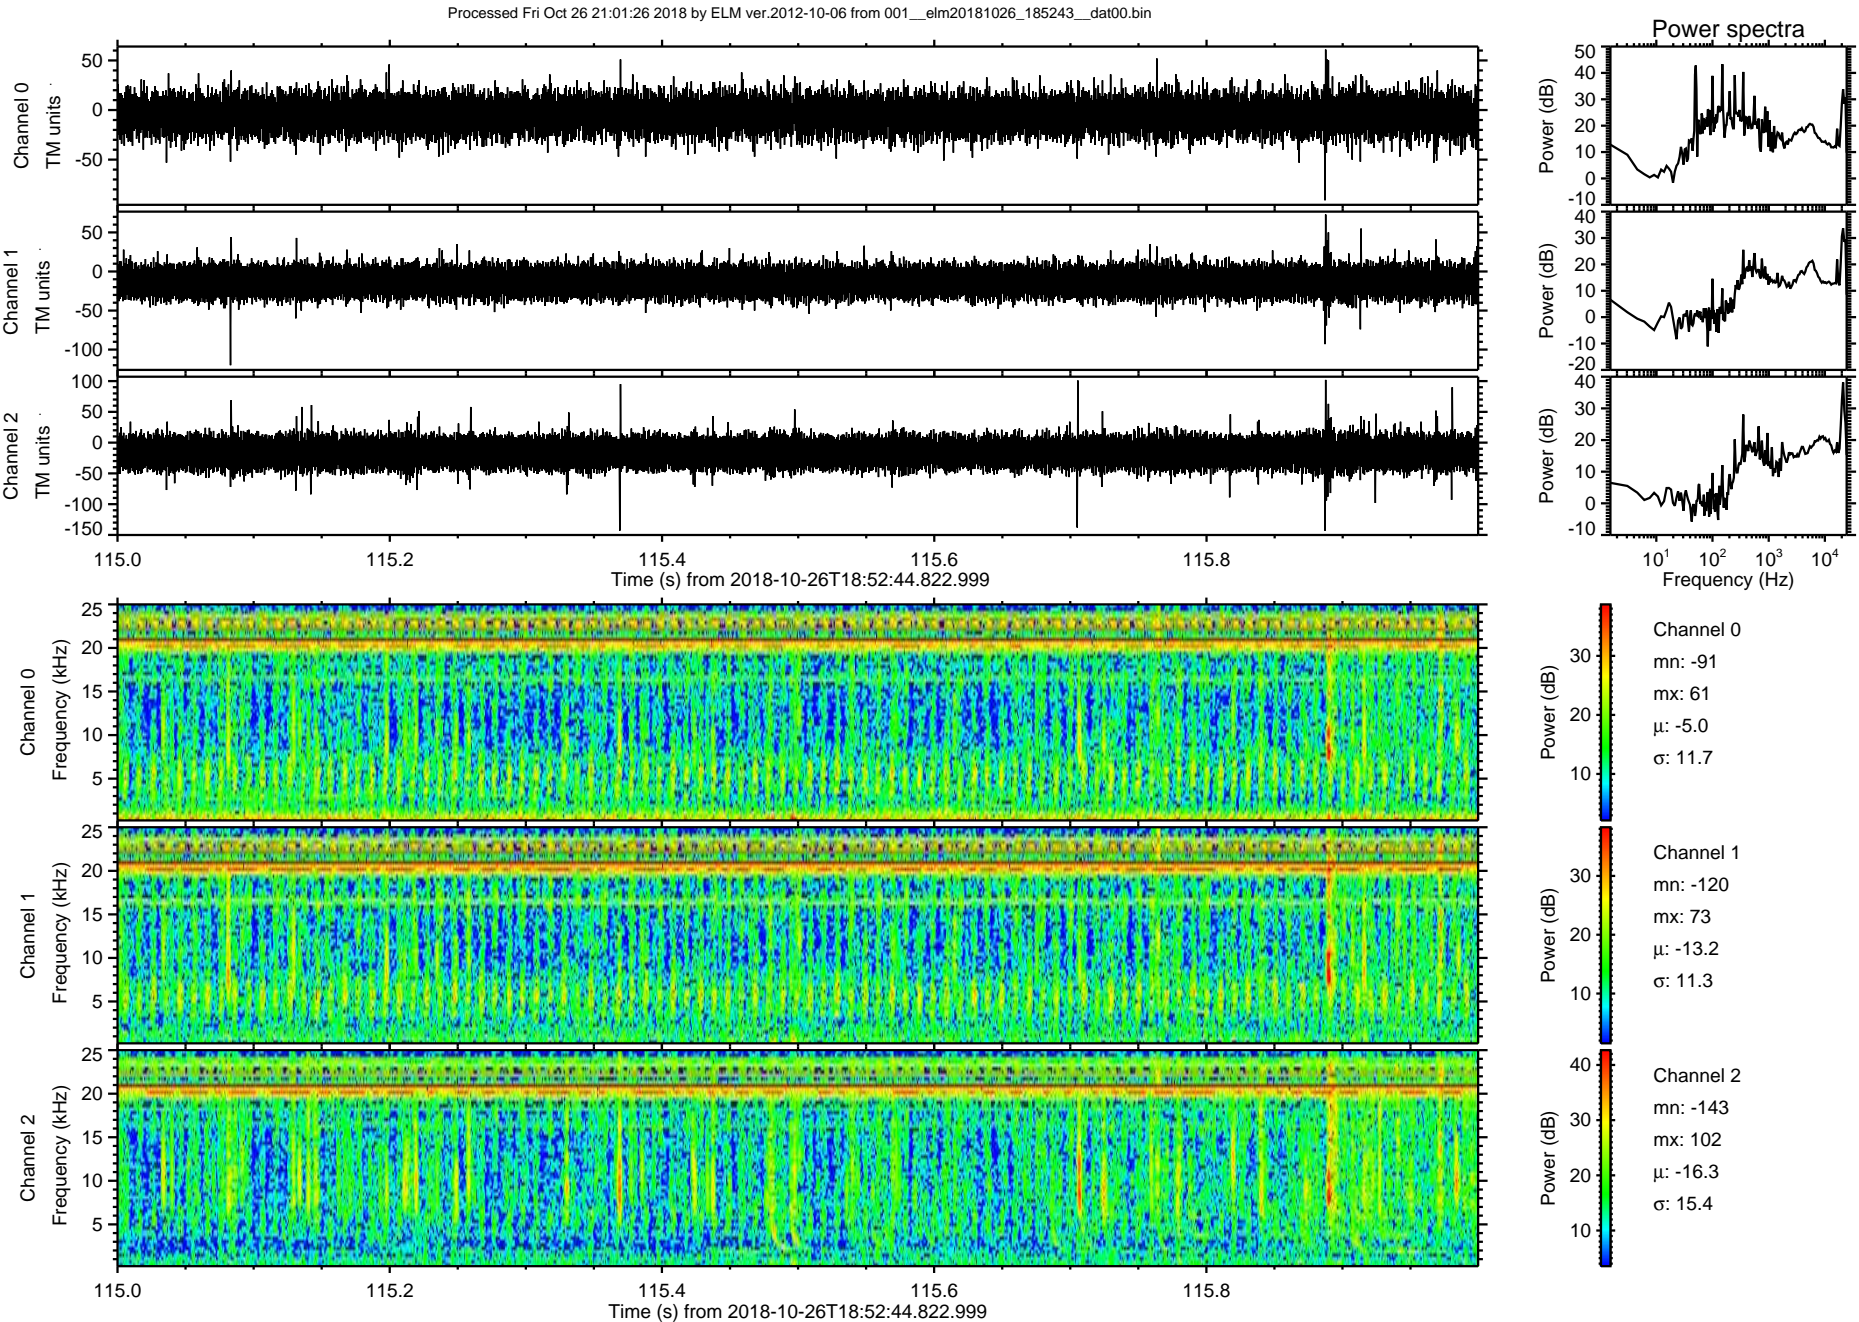 Processed Fri Oct 26 21:01:26 2018 by ELM ver.2012-10-06 from 001__elm20181026_185243__dat00.bin
Power spectra
Channel 0
TM units
50
0
-50
Power (dB)
50
40
30
20
10
0
-10
Channel 1
TM units
50
0
-50
-100
Power (dB)
40
30
20
10
0
-10
-20
Channel 2
TM units
100
50
0
-50
-100
-150
Power (dB)
40
30
20
10
0
-10
115.0 115.2 115.4 115.6 115.8
Time (s) from 2018-10-26T18:52:44.822.999
10^1 10^2 10^3 10^4
Frequency (Hz)
Channel 0
Frequency (kHz)
25
20
15
10
5
Power (dB)
30
20
10
Channel 0
mn: -91
mx: 61
μ: -5.0
σ: 11.7
Channel 1
Frequency (kHz)
25
20
15
10
5
Power (dB)
30
20
10
Channel 1
mn: -120
mx: 73
μ: -13.2
σ: 11.3
Channel 2
Frequency (kHz)
25
20
15
10
5
Power (dB)
40
30
20
10
Channel 2
mn: -143
mx: 102
μ: -16.3
σ: 15.4
115.0 115.2 115.4 115.6 115.8
Time (s) from 2018-10-26T18:52:44.822.999